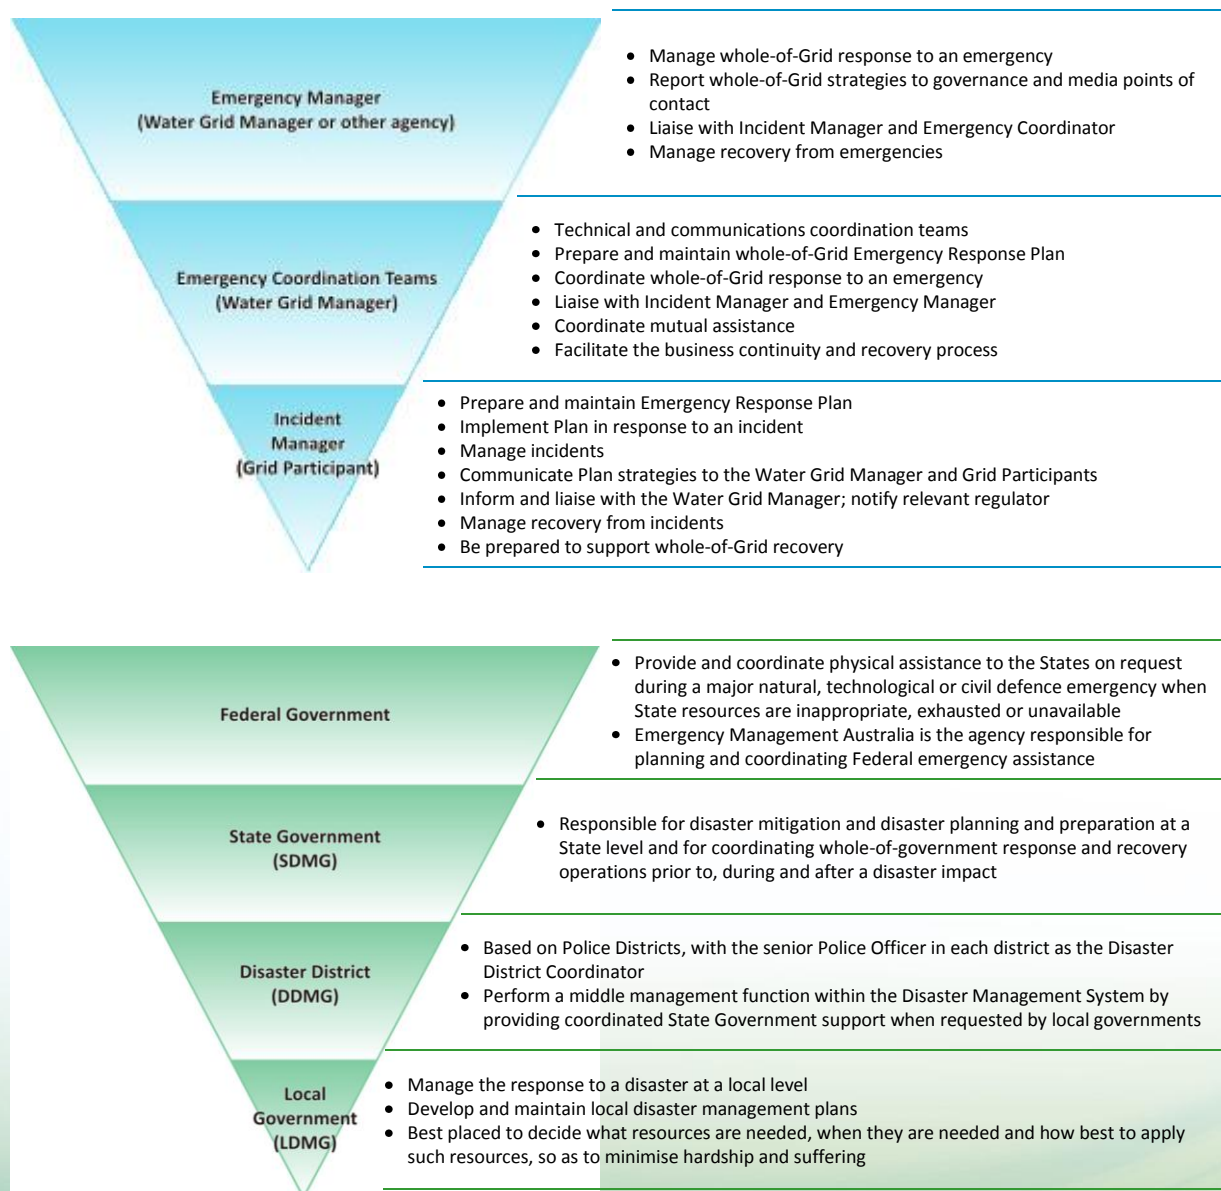 Emergency Manager
(Water Grid Manager or other agency)
• Manage whole-of-Grid response to an emergency
• Report whole-of-Grid strategies to governance and media points of
contact
• Liaise with Incident Manager and Emergency Coordinator
• Manage recovery from emergencies
Emergency Coordination Teams
(Water Grid Manager)
• Technical and communications coordination teams
• Prepare and maintain whole-of-Grid Emergency Response Plan
• Coordinate whole-of-Grid response to an emergency
• Liaise with Incident Manager and Emergency Manager
• Coordinate mutual assistance
• Facilitate the business continuity and recovery process
Incident
Manager
(Grid Participant)
• Prepare and maintain Emergency Response Plan
• Implement Plan in response to an incident
• Manage incidents
• Communicate Plan strategies to the Water Grid Manager and Grid Participants
• Inform and liaise with the Water Grid Manager; notify relevant regulator
• Manage recovery from incidents
• Be prepared to support whole-of-Grid recovery
Federal Government
• Provide and coordinate physical assistance to the States on request
during a major natural, technological or civil defence emergency when
State resources are inappropriate, exhausted or unavailable
• Emergency Management Australia is the agency responsible for
planning and coordinating Federal emergency assistance
State Government
(SDMG)
• Responsible for disaster mitigation and disaster planning and preparation at a
State level and for coordinating whole-of-government response and recovery
operations prior to, during and after a disaster impact
Disaster District
(DDMG)
• Based on Police Districts, with the senior Police Officer in each district as the Disaster
District Coordinator
• Perform a middle management function within the Disaster Management System by
providing coordinated State Government support when requested by local governments
Local
Government
(LDMG)
• Manage the response to a disaster at a local level
• Develop and maintain local disaster management plans
• Best placed to decide what resources are needed, when they are needed and how best to apply
such resources, so as to minimise hardship and suffering